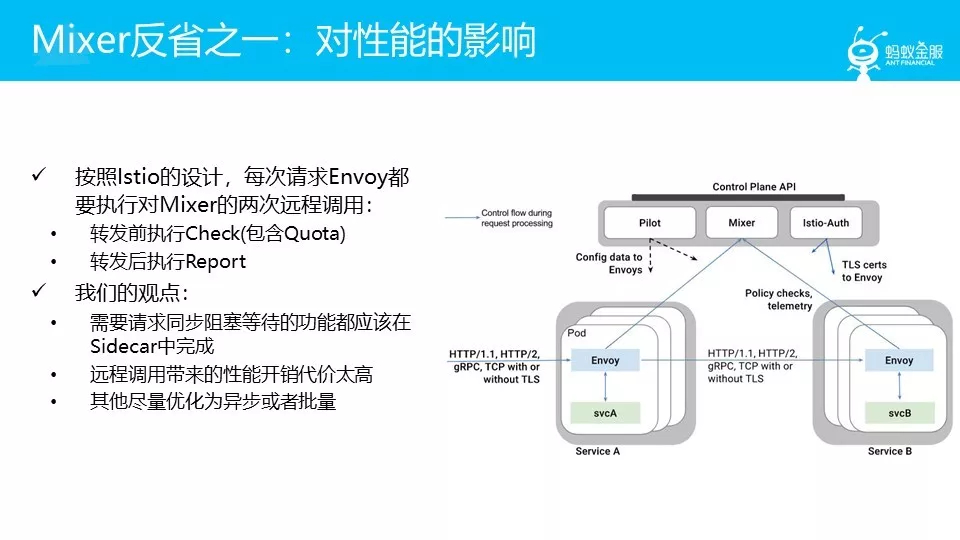 Mixer反省之一：对性能的影响
蚂蚁金服
ANT FINANCIAL
✓ 按照Istio的设计，每次请求Envoy都
要执行对Mixer的两次远程调用：
• 转发前执行Check(包含Quota)
• 转发后执行Report
✓ 我们的观点：
• 需要请求同步阻塞等待的功能都应该在
Sidecar中完成
• 远程调用带来的性能开销代价太高
• 其他尽量优化为异步或者批量
Control Plane API
Control flow during
request processing
Pilot
Mixer
Istio-Auth
Config data to
Envoys
TLS certs
to Envoy
Policy checks,
telemetry
Pod
HTTP/1.1, HTTP/2,
gRPC, TCP with or
without TLS
Envoy
svcA
Service A
HTTP/1.1, HTTP/2,
gRPC, TCP with or
without TLS
Envoy
svcB
Service B